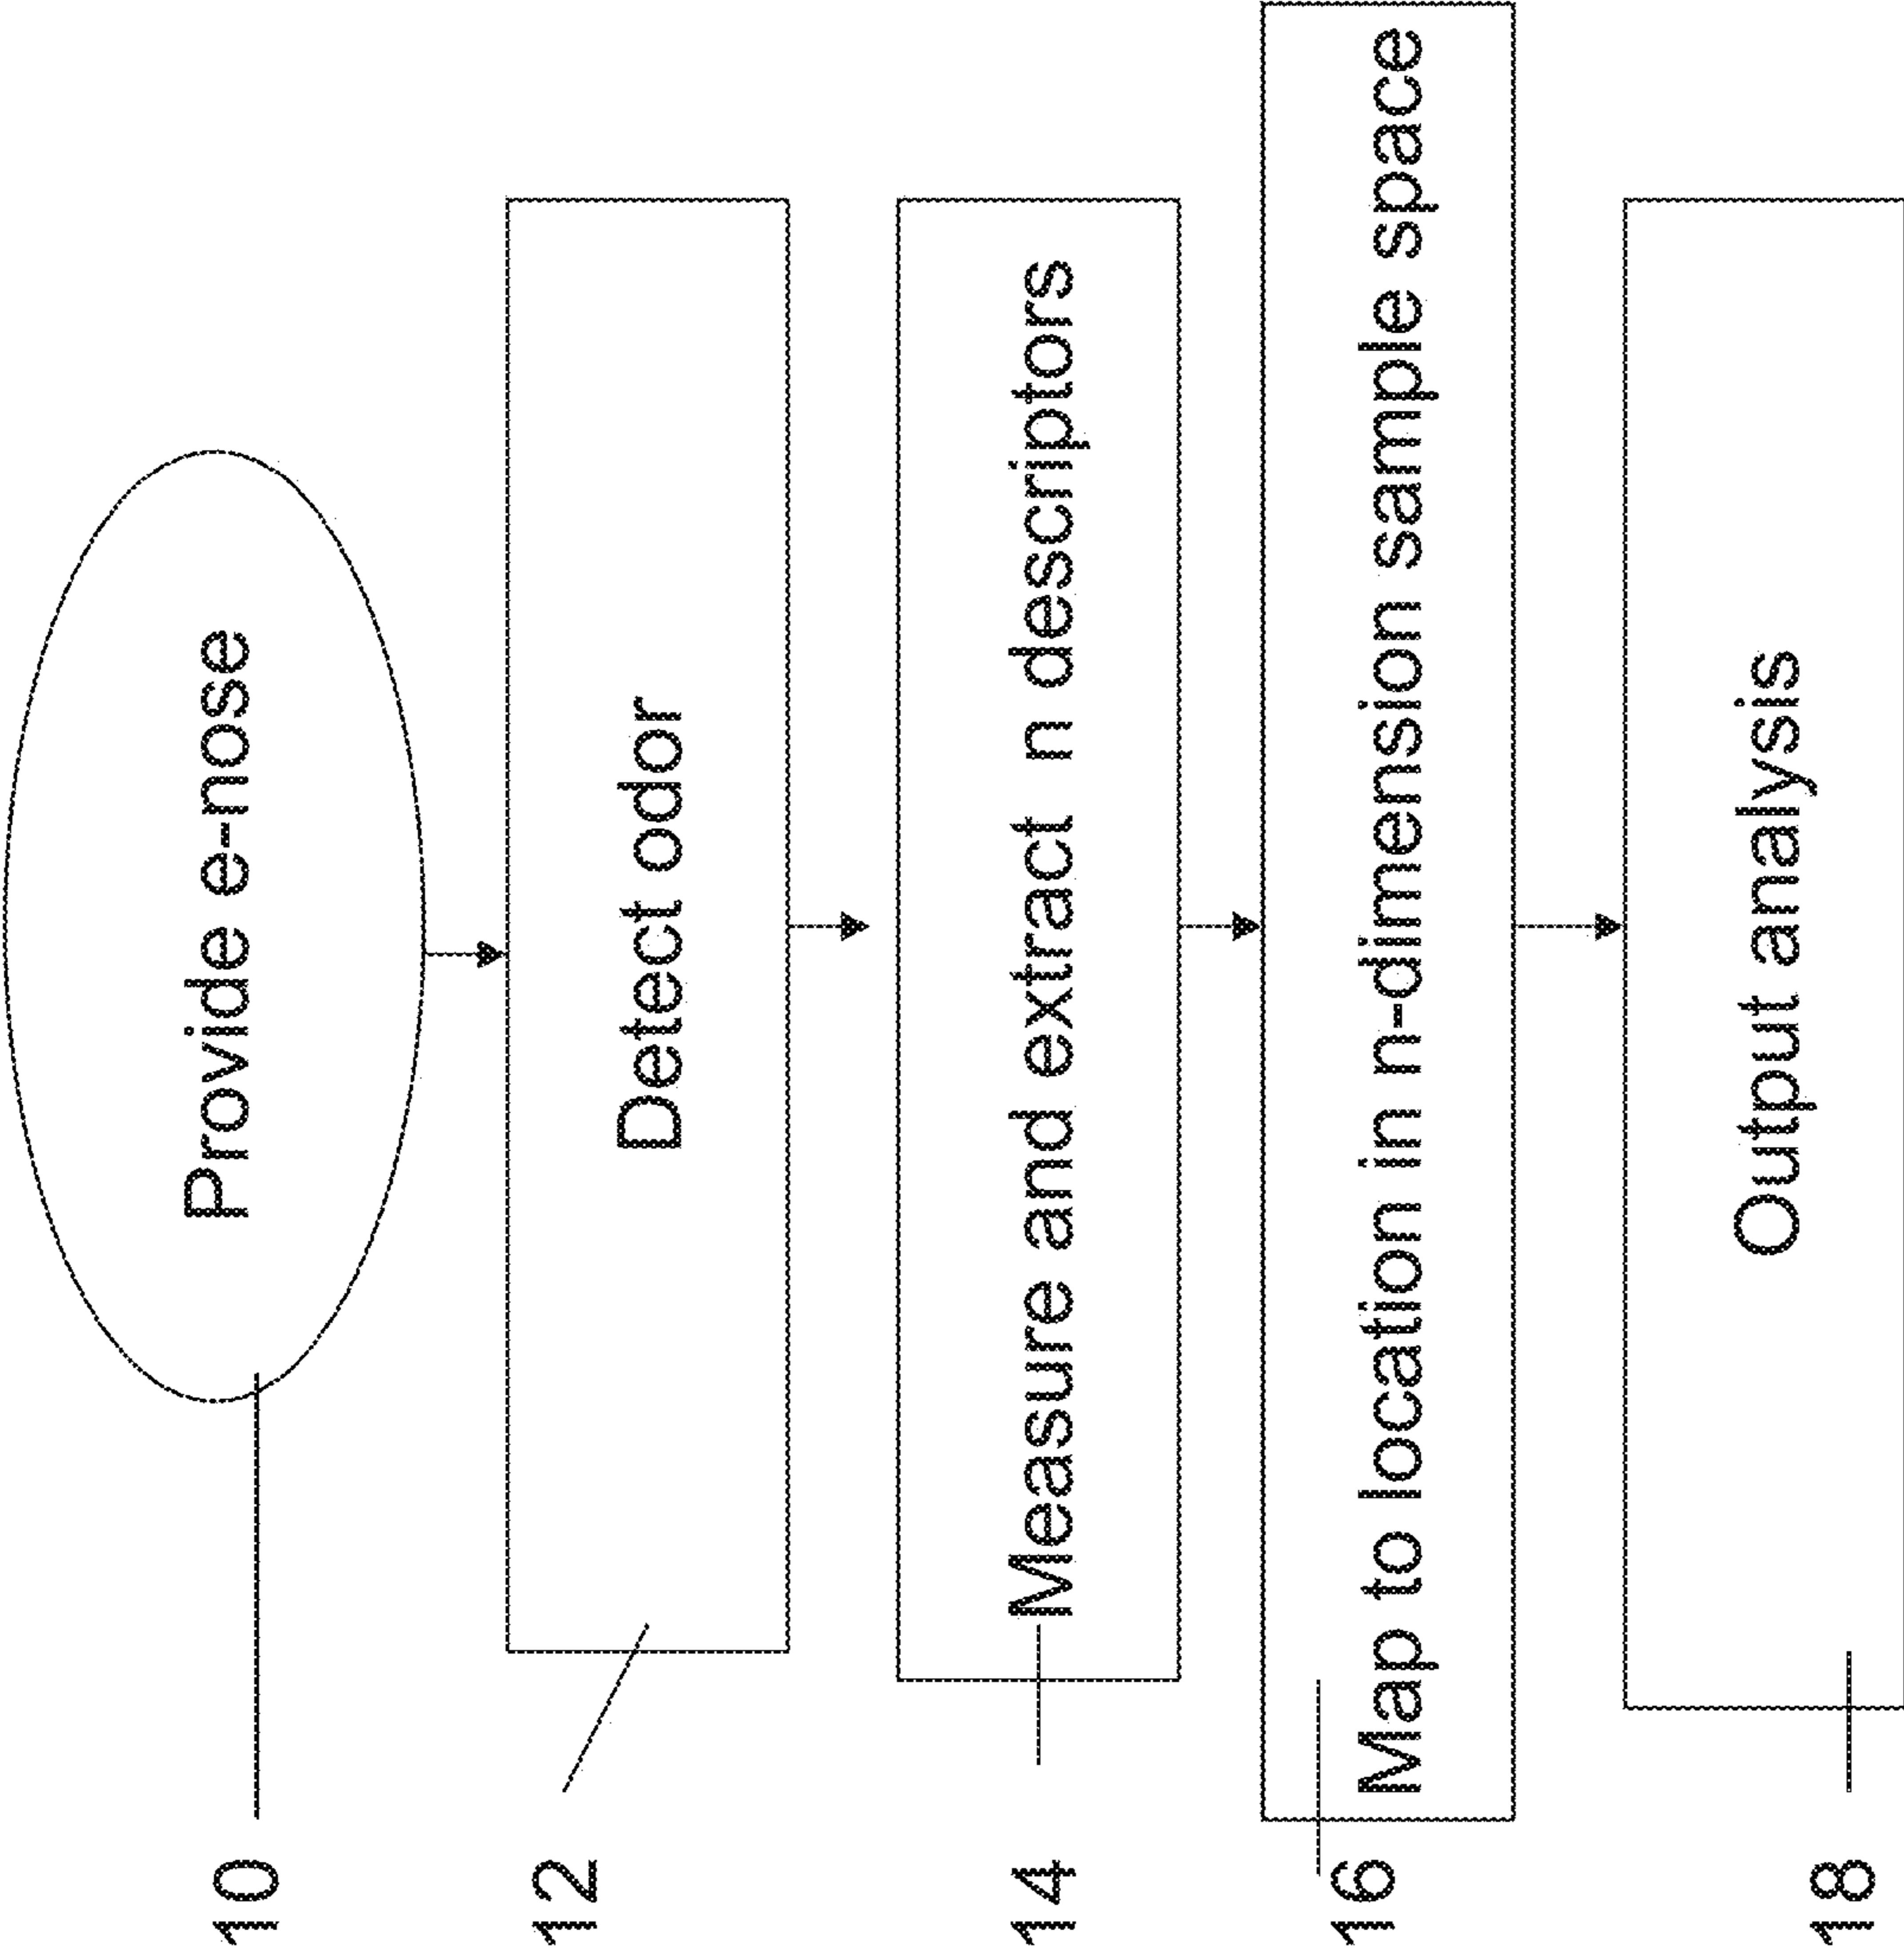 10
Provide e-nose
12
Detect odor
14
Measure and extract n descriptors
16
Map to location in n-dimension sample space
18
Output analysis